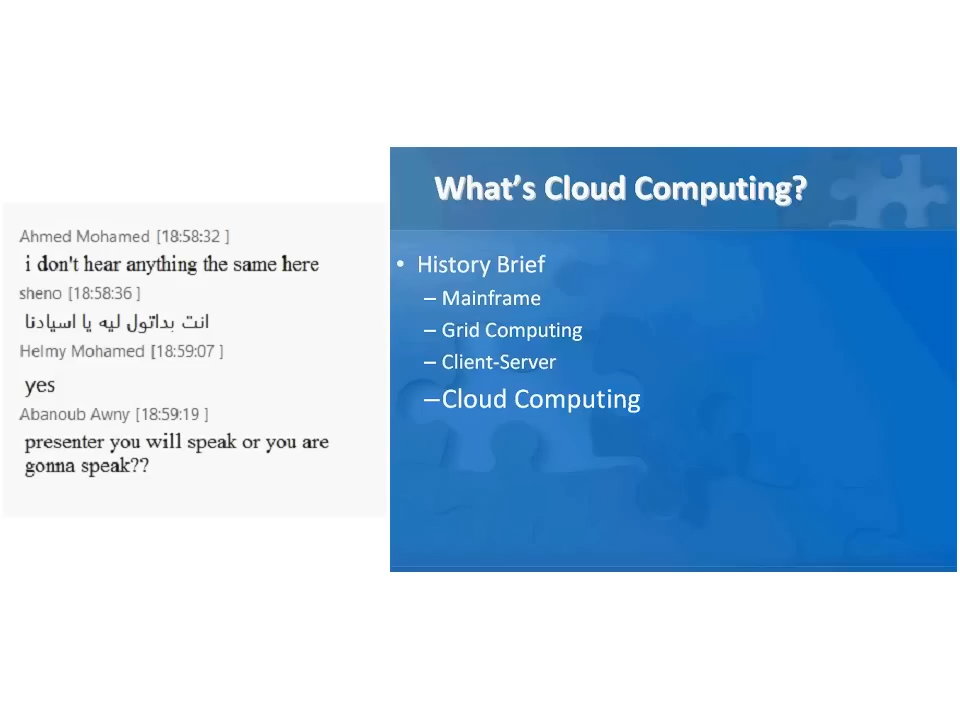 Ahmed Mohamed [18:58:32 ]
i don't hear anything the same here
sheno [18:58:36 ]
انت بداتول ليه يا اسيادنا
Helmy Mohamed [18:59:07 ]
yes
Abanoub Awny [18:59:19 ]
presenter you will speak or you are
gonna speak??
What's Cloud Computing?
• History Brief
– Mainframe
– Grid Computing
– Client-Server
–Cloud Computing